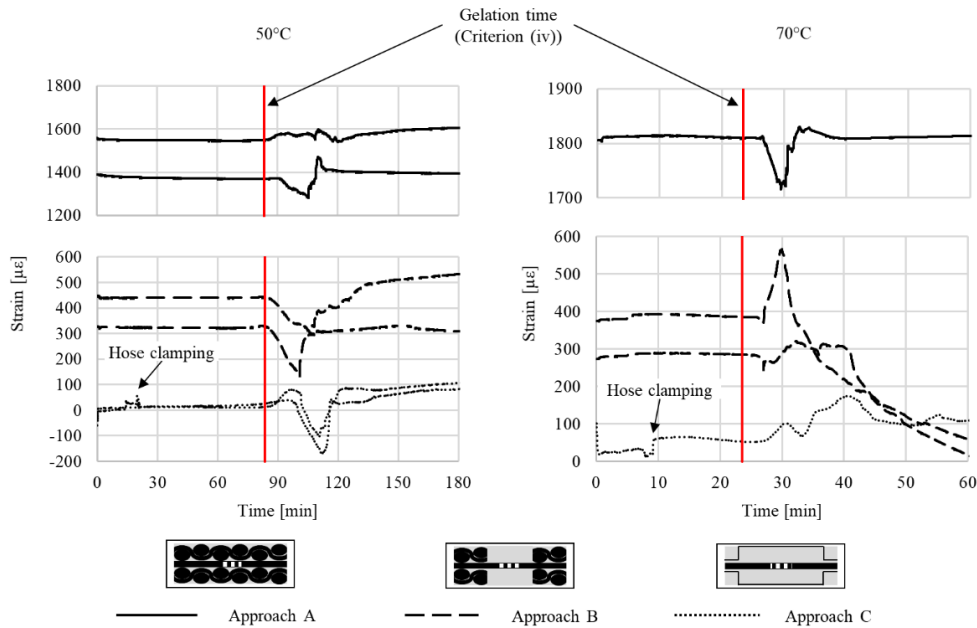 Gelation time
(Criterion (iv))
50°C
70°C
1800
1600
1400
1200
1900
1800
1700
Strain [µε]
600
500
400
300
200
100
0
-100
-200
Hose clamping
0
30
60
90
120
150
180
Time [min]
Strain [µε]
600
500
400
300
200
100
0
Hose clamping
0
10
20
30
40
50
60
Time [min]
Approach A
Approach B
Approach C